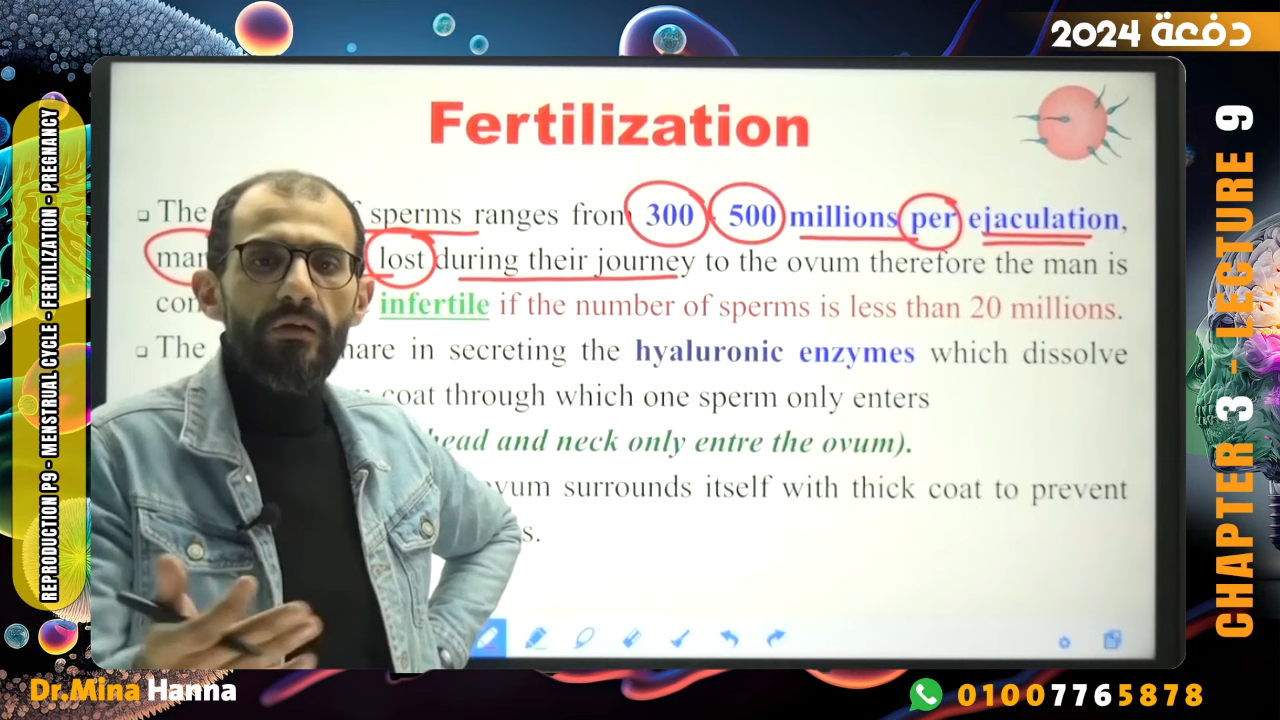 دفعة 2024
REPRODUCTION P9 - MENSTRUAL CYCLE - FERTILIZATION - PREGNANCY
Fertilization
The sperms ranges from 300 - 500 millions per ejaculation,
lost during their journey to the ovum therefore the man is
infertile if the number of sperms is less than 20 millions.
The in secreting the hyaluronic enzymes which dissolve
coat through which one sperm only enters
head and neck only entre the ovum).
ovum surrounds itself with thick coat to prevent
CHAPTER 3 - LECTURE 9
Dr.Mina Hanna
01007765878